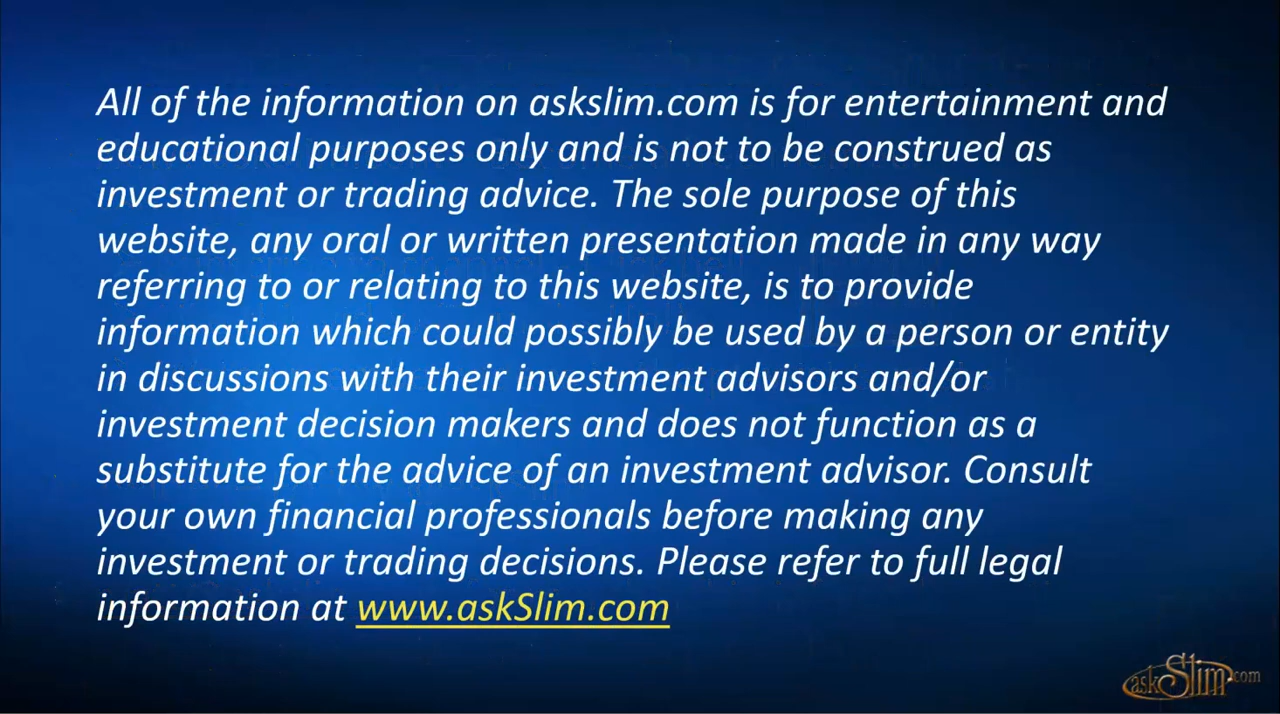 All of the information on askslim.com is for entertainment and
educational purposes only and is not to be construed as
investment or trading advice. The sole purpose of this
website, any oral or written presentation made in any way
referring to or relating to this website, is to provide
information which could possibly be used by a person or entity
in discussions with their investment advisors and/or
investment decision makers and does not function as a
substitute for the advice of an investment advisor. Consult
your own financial professionals before making any
investment or trading decisions. Please refer to full legal
information at www.askSlim.com
askSlim.com